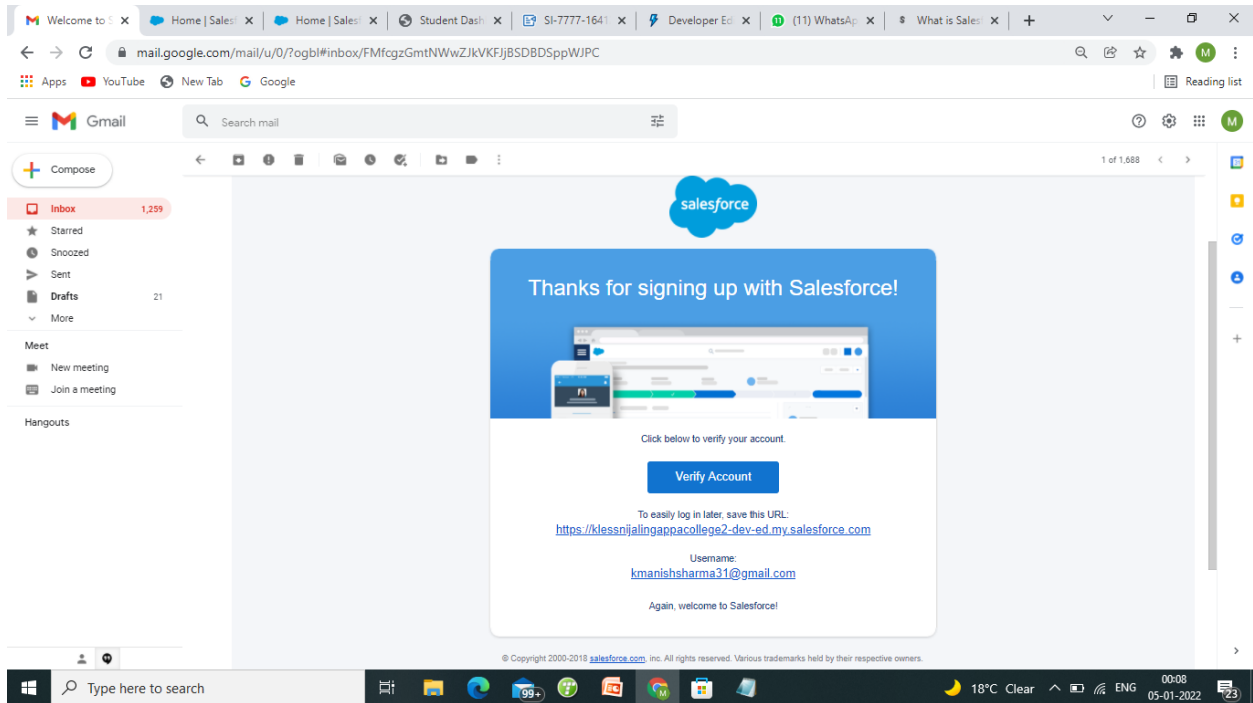 Welcome to S
Home | Salesf
Home | Salesf
Student Dash
SI-7777-1641
Developer Edi
(11) WhatsAp
What is Salesf
mail.google.com/mail/u/0/?ogbl#inbox/FMfcgzGmtNWwZJkVKFJjBSDBDSppWJPC
M
Apps
YouTube
New Tab
Google
Reading list
Gmail
Search mail
M
Compose
1 of 1,688
Inbox 1,259
Starred
Snoozed
Sent
Drafts 21
More
Meet
New meeting
Join a meeting
Hangouts
salesforce
Thanks for signing up with Salesforce!
Click below to verify your account.
Verify Account
To easily log in later, save this URL:
https://klessnijalingappacollege2-dev-ed.my.salesforce.com
Username:
kmanishsharma31@gmail.com
Again, welcome to Salesforce!
© Copyright 2000-2018 salesforce.com, inc. All rights reserved. Various trademarks held by their respective owners.
Type here to search
99+
18°C Clear
ENG
00:08
05-01-2022
23